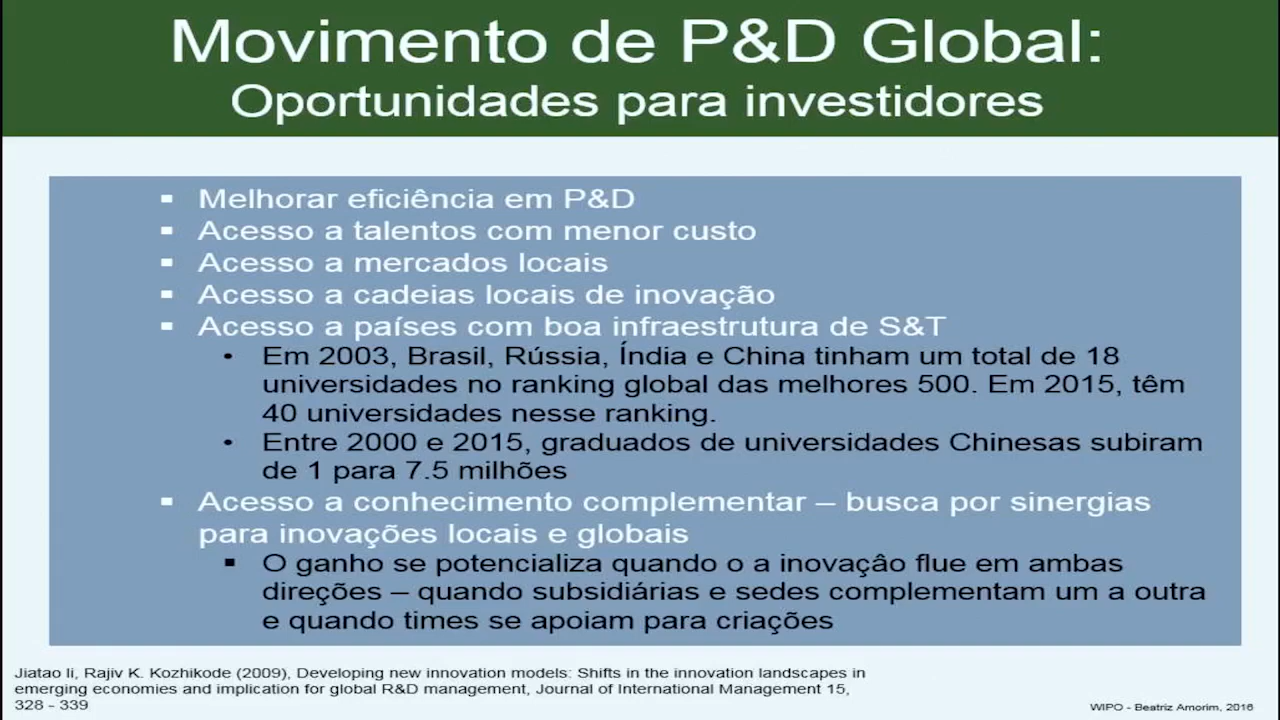 Movimento de P&D Global:
Oportunidades para investidores
▪ Melhorar eficiência em P&D
▪ Acesso a talentos com menor custo
▪ Acesso a mercados locais
▪ Acesso a cadeias locais de inovação
▪ Acesso a países com boa infraestrutura de S&T
• Em 2003, Brasil, Rússia, Índia e China tinham um total de 18
universidades no ranking global das melhores 500. Em 2015, têm
40 universidades nesse ranking.
• Entre 2000 e 2015, graduados de universidades Chinesas subiram
de 1 para 7.5 milhões
▪ Acesso a conhecimento complementar – busca por sinergias
para inovações locais e globais
▪ O ganho se potencializa quando o a inovaçâo flue em ambas
direções – quando subsidiárias e sedes complementam um a outra
e quando times se apoiam para criações
Jiatao li, Rajiv K. Kozhikode (2009), Developing new innovation models: Shifts in the innovation landscapes in
emerging economies and implication for global R&D management, Journal of International Management 15,
328 - 339
WIPO - Beatriz Amorim, 2016